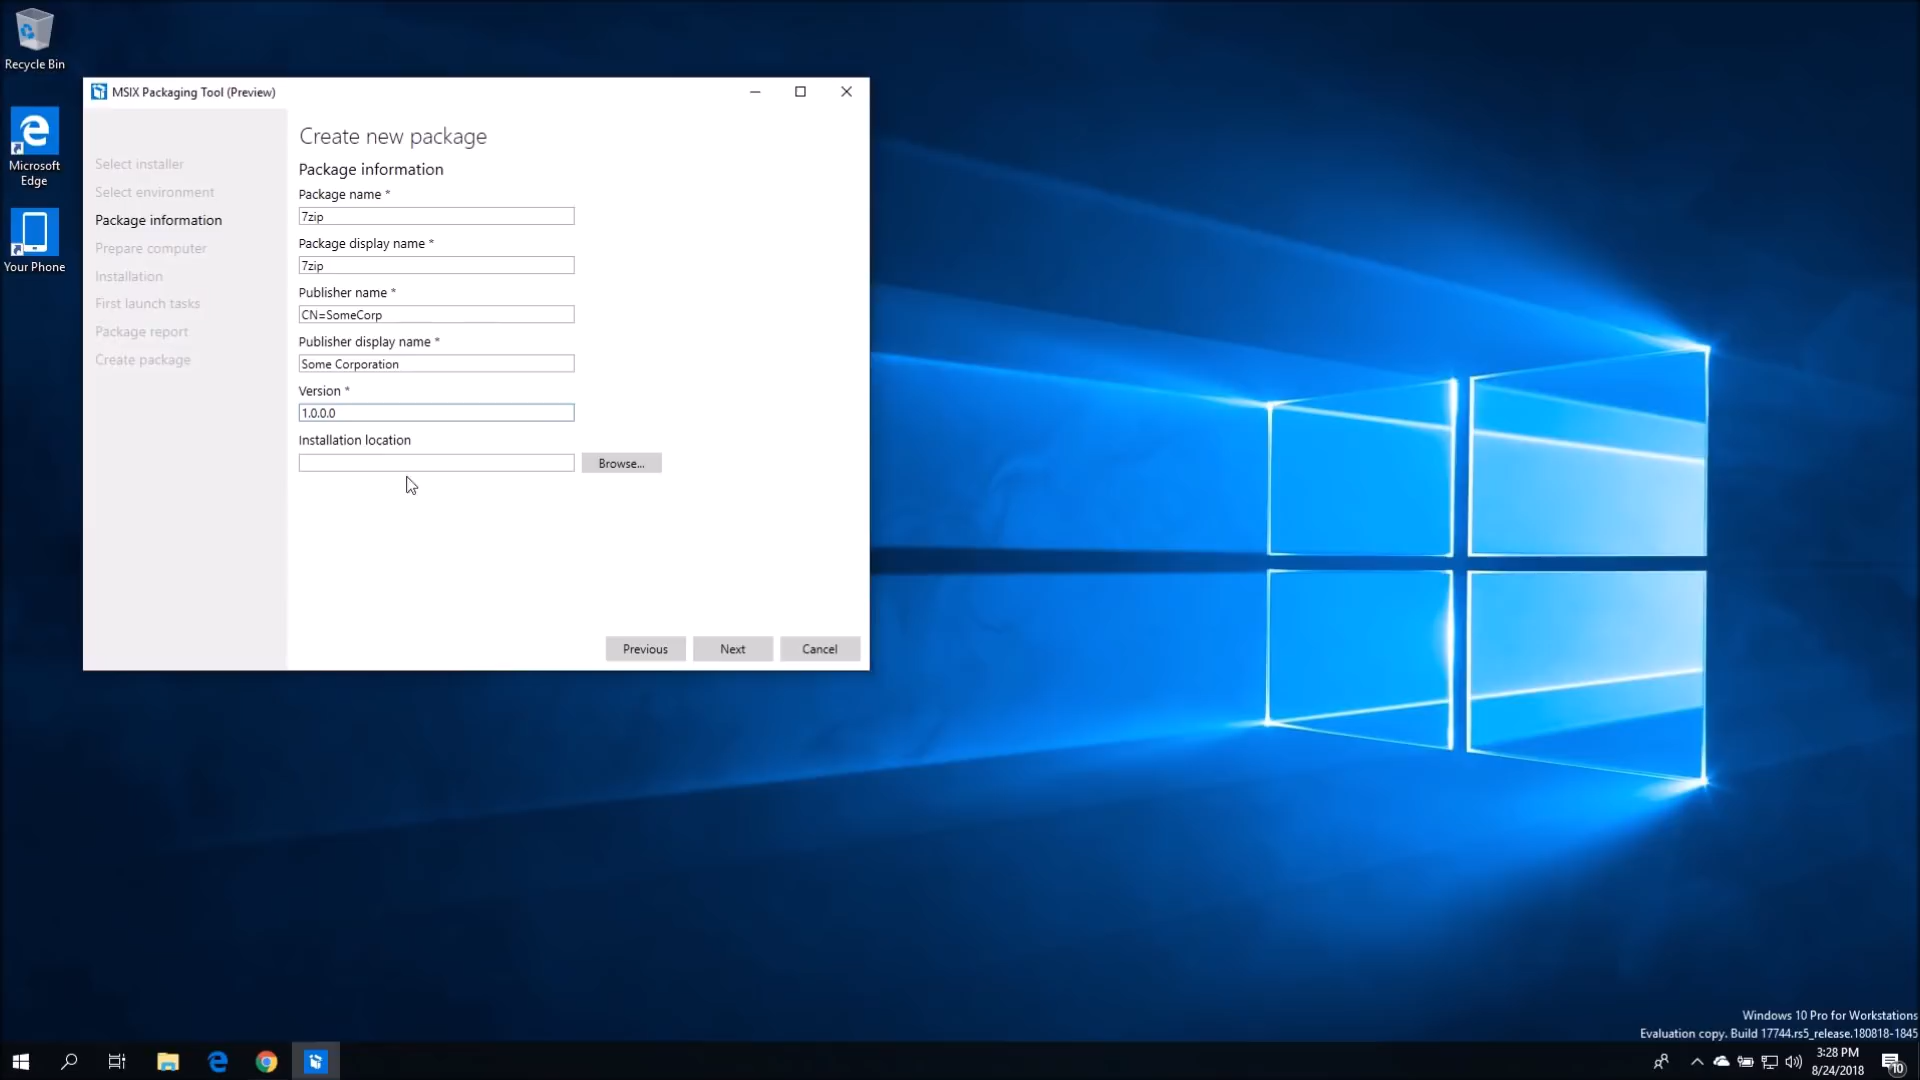 Recycle Bin
Microsoft
Edge
Your Phone
MSIX Packaging Tool (Preview)
Select installer
Select environment
Package information
Prepare computer
Installation
First launch tasks
Package report
Create package
Create new package
Package information
Package name *
7zip
Package display name *
7zip
Publisher name *
CN=SomeCorp
Publisher display name *
Some Corporation
Version *
1.0.0.0
Installation location
Browse...
Previous
Next
Cancel
Windows 10 Pro for Workstations
Evaluation copy. Build 17744.rs5_release.180818-1845
3:28 PM
8/24/2018
10